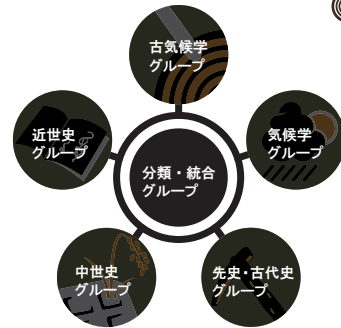 古気候学
グループ
近世史
グループ
気候学
グループ
分類・統合
グループ
中世史
グループ
先史・古代史
グループ